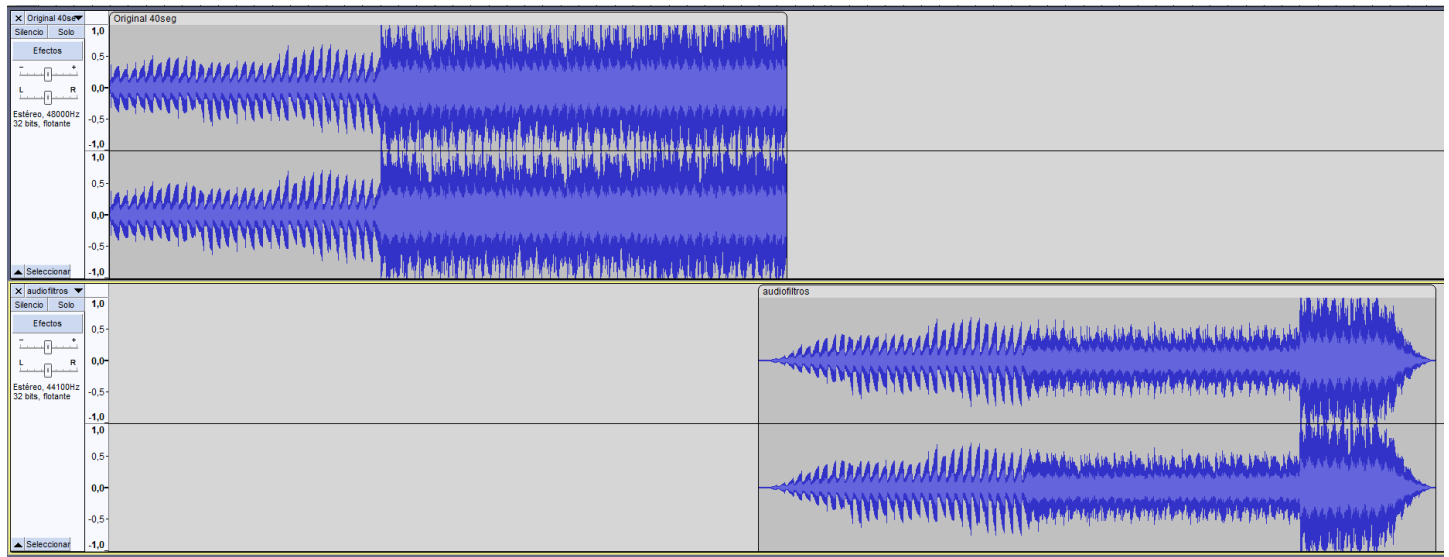 Original 40se
Original 40seg
Silencio Solo
Efectos
- +
L R
Estéreo, 48000Hz
32 bits, flotante
Seleccionar
1,0
0,5
0,0
-0,5
-1,0
1,0
0,5
0,0
-0,5
-1,0
audiofiltros
audiofiltros
Silencio Solo
Efectos
- +
L R
Estéreo, 44100Hz
32 bits, flotante
Seleccionar
1,0
0,5
0,0
-0,5
-1,0
1,0
0,5
0,0
-0,5
-1,0